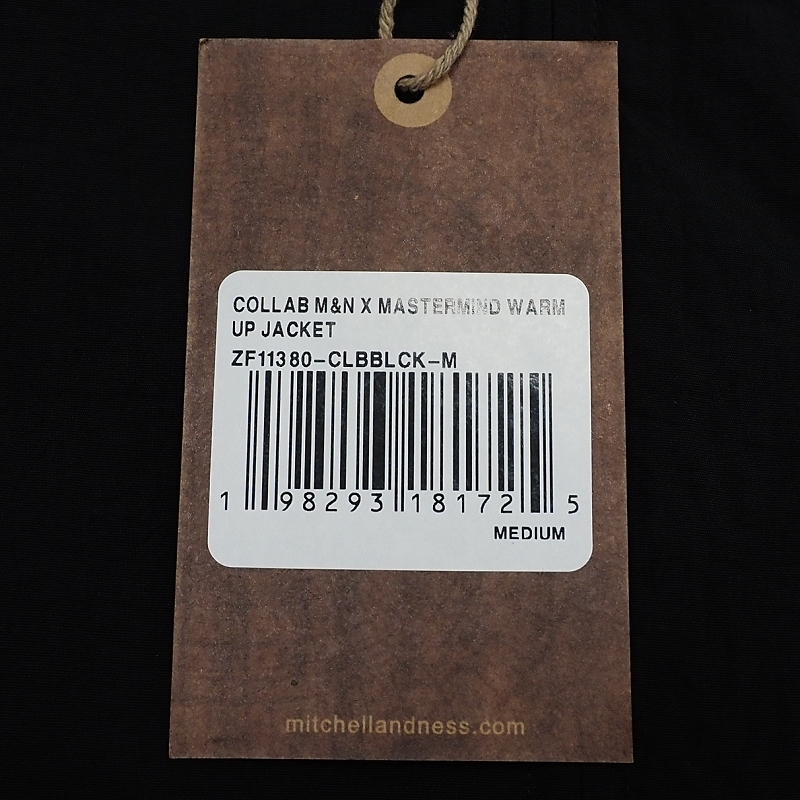 COLLAB M&N X MASTERMIND WARM
UP JACKET
ZF11380-CLBBLCK-M
1 98293 18172 5
MEDIUM
mitchellandness.com